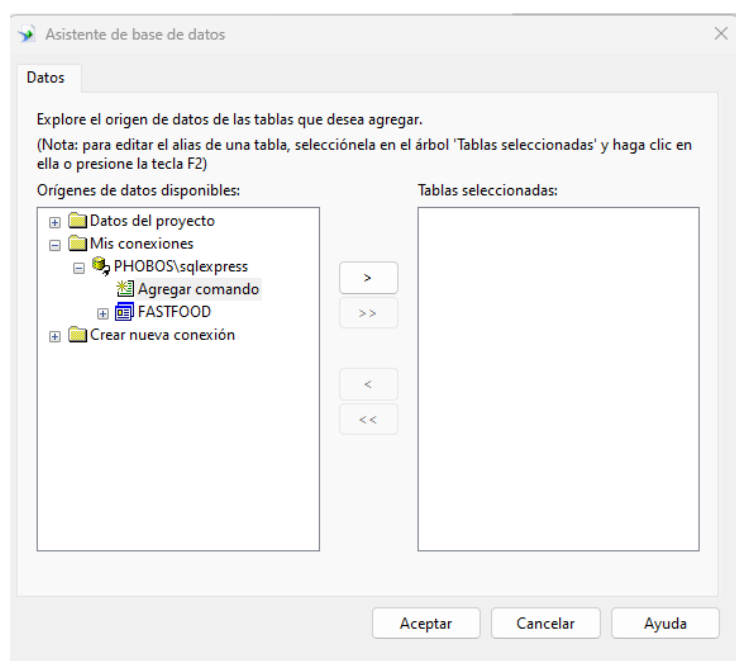 Asistente de base de datos
Datos
Explore el origen de datos de las tablas que desea agregar.
(Nota: para editar el alias de una tabla, selecciónela en el árbol 'Tablas seleccionadas' y haga clic en
ella o presione la tecla F2)
Orígenes de datos disponibles:
Tablas seleccionadas:
Datos del proyecto
Mis conexiones
PHOBOS\sqlexpress
Agregar comando
FASTFOOD
Crear nueva conexión
>
>>
<
<<
Aceptar
Cancelar
Ayuda